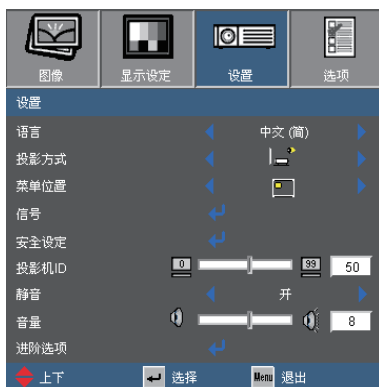 图像 显示设定 设置 选项
设置
语言 中文 (简)
投影方式
菜单位置
信号
安全设定
投影机ID 0 99 50
静音 开
音量 8
进阶选项
上下 选择 Menu 退出